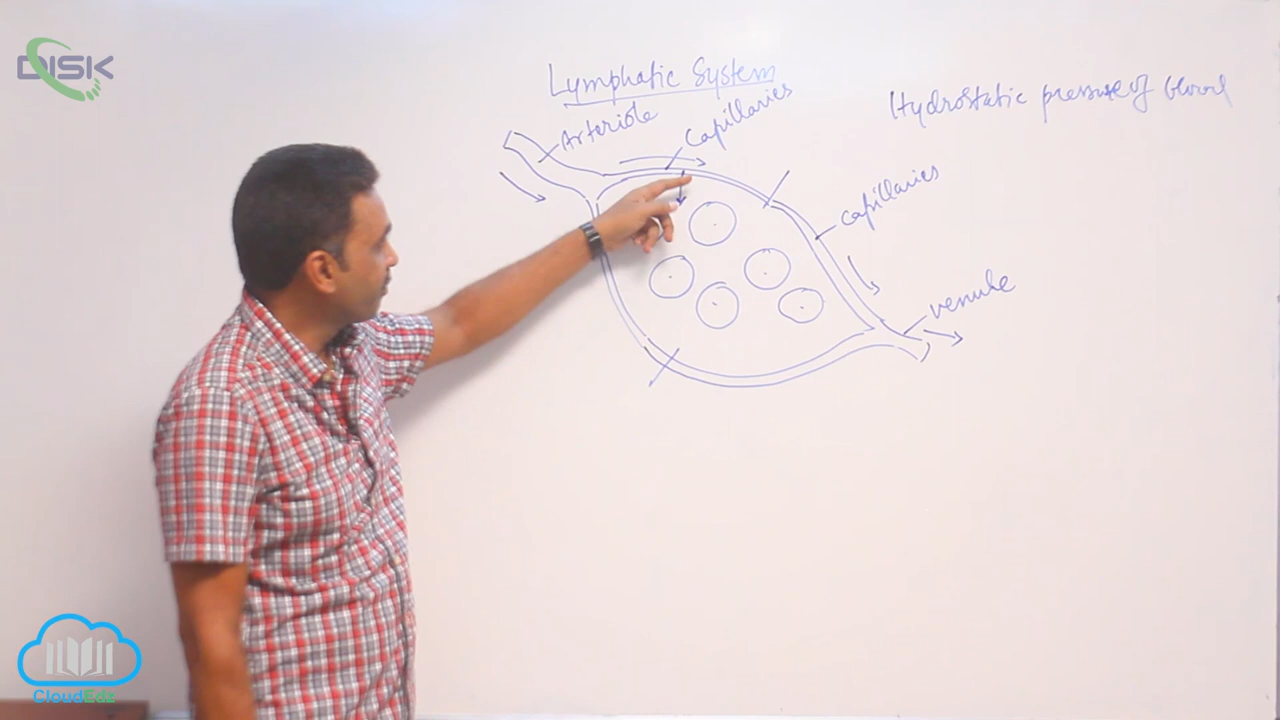 DISK
Lymphatic System
Hydrostatic pressure of blood
Arteriole
Capillaries
Capillaries
venule
CloudEdz